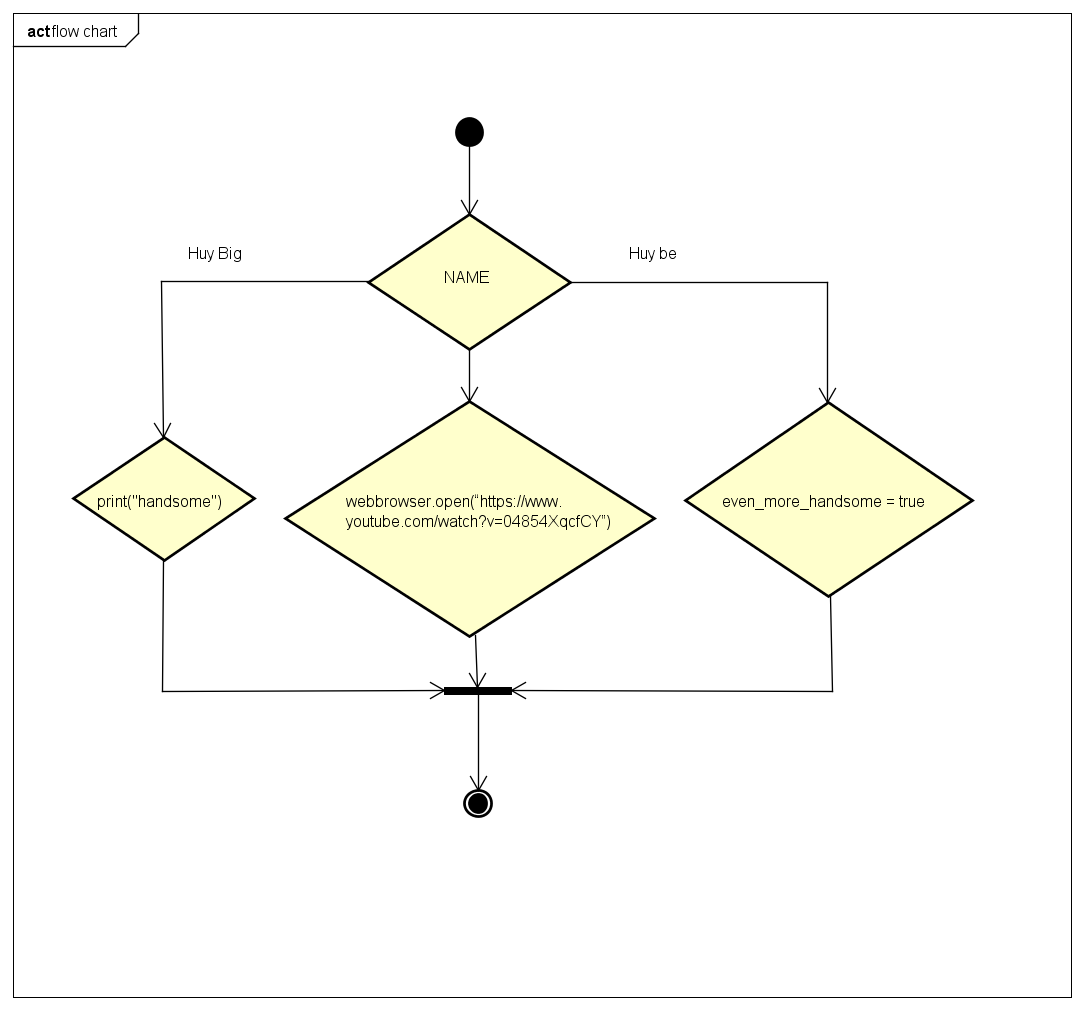 act flow chart
Huy Big
Huy be
NAME
print("handsome")
webbrowser.open("https://www.
youtube.com/watch?v=04854XqcfCY")
even_more_handsome = true